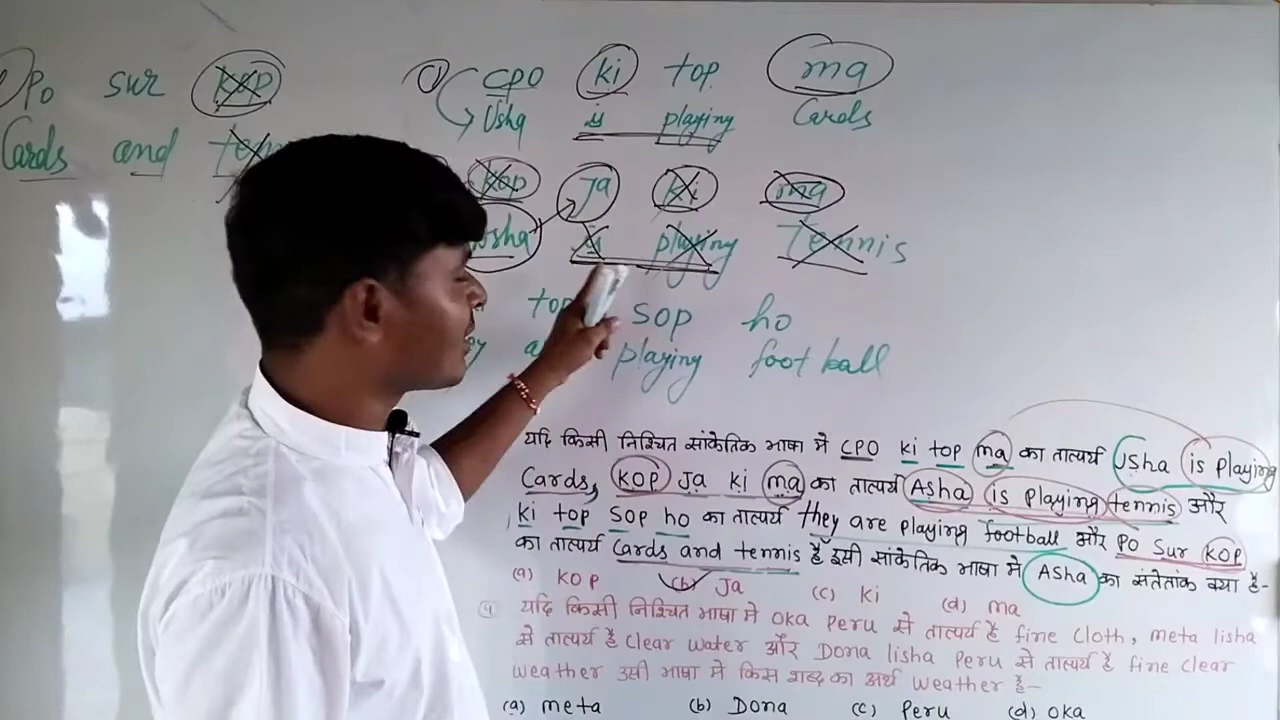 Po sur kop
Cards and
① cpo ki top ma
Usha is playing Cards
kop Ja ki ma
is playing Tennis
top sop ho
playing foot ball
यदि किसी निश्चित सांकेतिक भाषा में CPO ki top ma का तात्पर्य Usha is Playing
Cards, KOP Ja ki ma का तात्पर्य Asha is playing tennis और
ki top Sop ho का तात्पर्य they are playing football और PO Sur KOP
का तात्पर्य Cards and tennis है इसी सांकेतिक भाषा में Asha का संतेतांक क्या है-
(a) KOP (b) Ja (c) Ki (d) ma
यदि किसी निश्चित भाषा में Oka Peru से तात्पर्य है fine Cloth, meta lisha
से तात्पर्य है Clear Water और Dona lisha Peru से तात्पर्य है fine Clear
Weather उसी भाषा में किस शब्द का अर्थ Weather है-
(a) meta (b) Dona (c) Peru (d) Oka